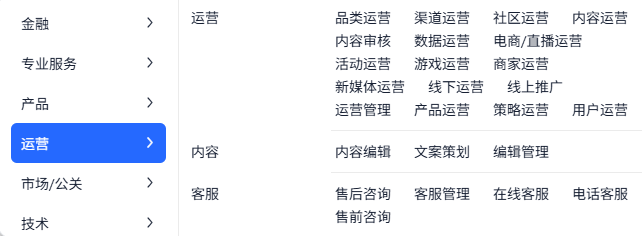 金融
专业服务
产品
运营
市场/公关
技术
运营
品类运营 渠道运营 社区运营 内容运营
内容审核 数据运营 电商/直播运营
活动运营 游戏运营 商家运营
新媒体运营 线下运营 线上推广
运营管理 产品运营 策略运营 用户运营
内容
内容编辑 文案策划 编辑管理
客服
售后咨询 客服管理 在线客服 电话客服
售前咨询